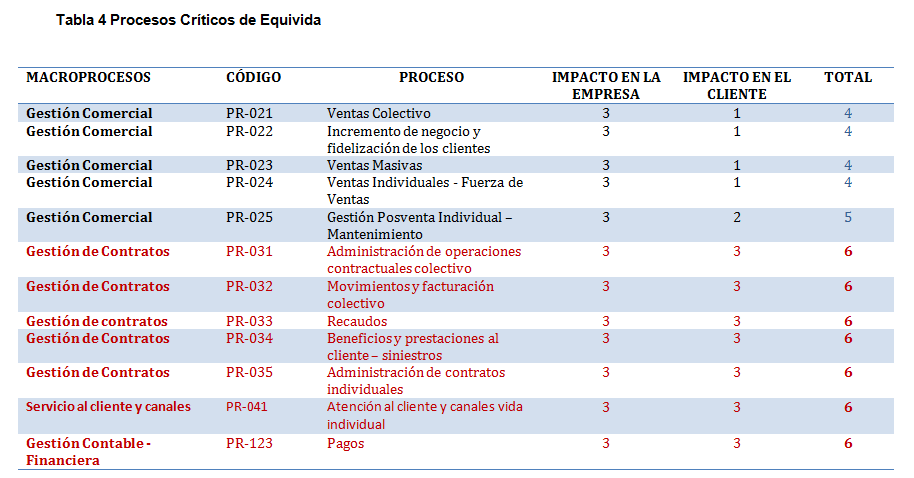 Tabla 4 Procesos Críticos de Equivida
MACROPROCESOS CÓDIGO PROCESO IMPACTO EN LA EMPRESA IMPACTO EN EL CLIENTE TOTAL
Gestión Comercial PR-021 Ventas Colectivo 3 1 4
Gestión Comercial PR-022 Incremento de negocio y 3 1 4
fidelización de los clientes
Gestión Comercial PR-023 Ventas Masivas 3 1 4
Gestión Comercial PR-024 Ventas Individuales - Fuerza de 3 1 4
Ventas
Gestión Comercial PR-025 Gestión Posventa Individual – 3 2 5
Mantenimiento
Gestión de Contratos PR-031 Administración de operaciones 3 3 6
contractuales colectivo
Gestión de Contratos PR-032 Movimientos y facturación 3 3 6
colectivo
Gestión de contratos PR-033 Recaudos 3 3 6
Gestión de Contratos PR-034 Beneficios y prestaciones al 3 3 6
cliente – siniestros
Gestión de Contratos PR-035 Administración de contratos 3 3 6
individuales
Servicio al cliente y canales PR-041 Atención al cliente y canales vida 3 3 6
individual
Gestión Contable - PR-123 Pagos 3 3 6
Financiera